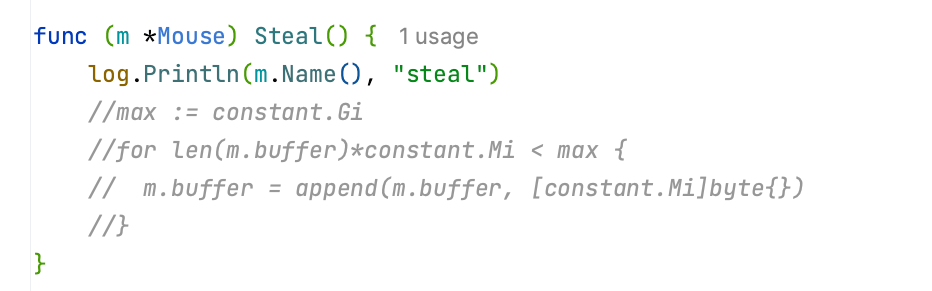 func (m *Mouse) Steal() { 1 usage
    log.Println(m.Name(), "steal")
    //max := constant.Gi
    //for len(m.buffer)*constant.Mi < max {
    //  m.buffer = append(m.buffer, [constant.Mi]byte{})
    //}
}